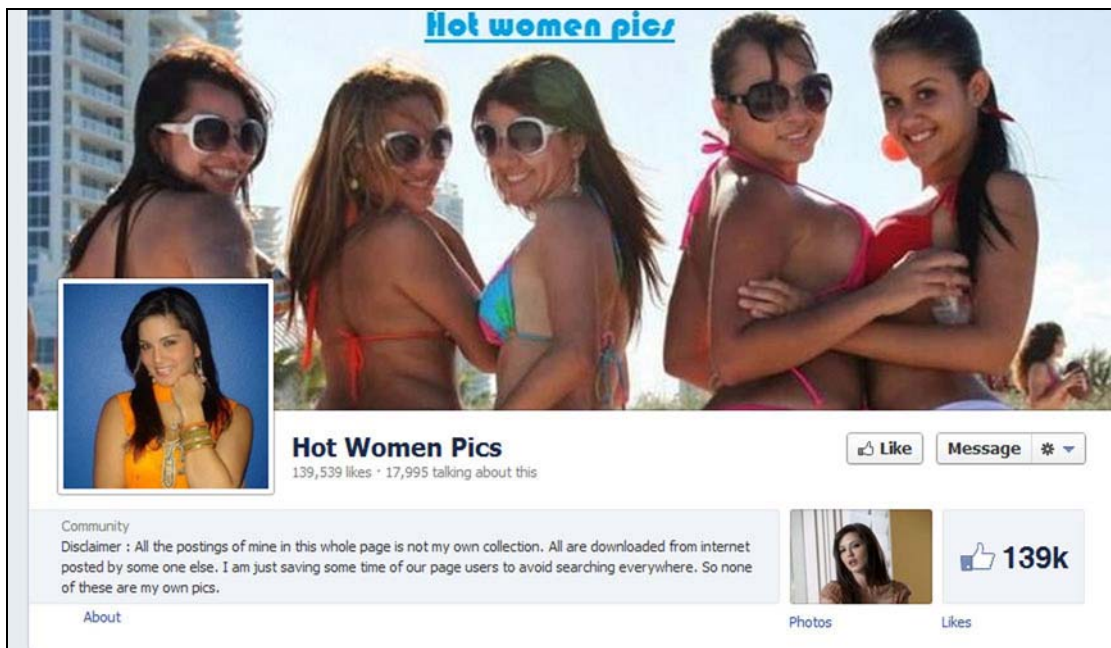 Hot women pics
Hot Women Pics
139,539 likes · 17,995 talking about this
Like
Message
Community
Disclaimer : All the postings of mine in this whole page is not my own collection. All are downloaded from internet
posted by some one else. I am just saving some time of our page users to avoid searching everywhere. So none
of these are my own pics.
139k
About
Photos
Likes